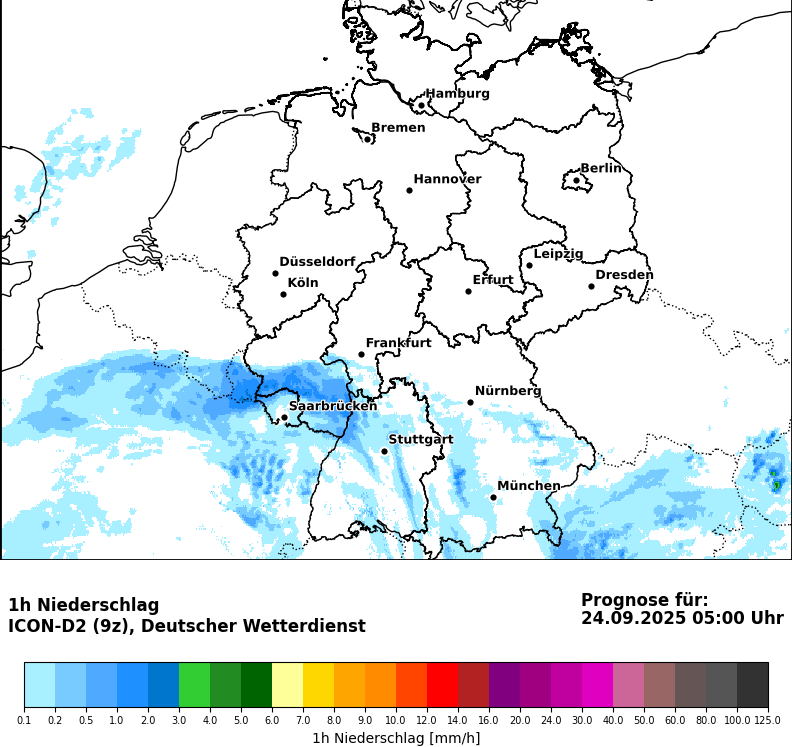 Hamburg
Bremen
Berlin
Hannover
Leipzig
Düsseldorf
Dresden
Köln
Erfurt
Frankfurt
Nürnberg
Saarbrücken
Stuttgart
München
1h Niederschlag
ICON-D2 (9z), Deutscher Wetterdienst
Prognose für:
24.09.2025 05:00 Uhr
0.1 0.2 0.5 1.0 2.0 3.0 4.0 5.0 6.0 7.0 9.0 10.0 12.0 14.0 16.0 20.0 24.0 30.0 40.0 50.0 60.0 80.0 100.0 125.0
1h Niederschlag [mm/h]